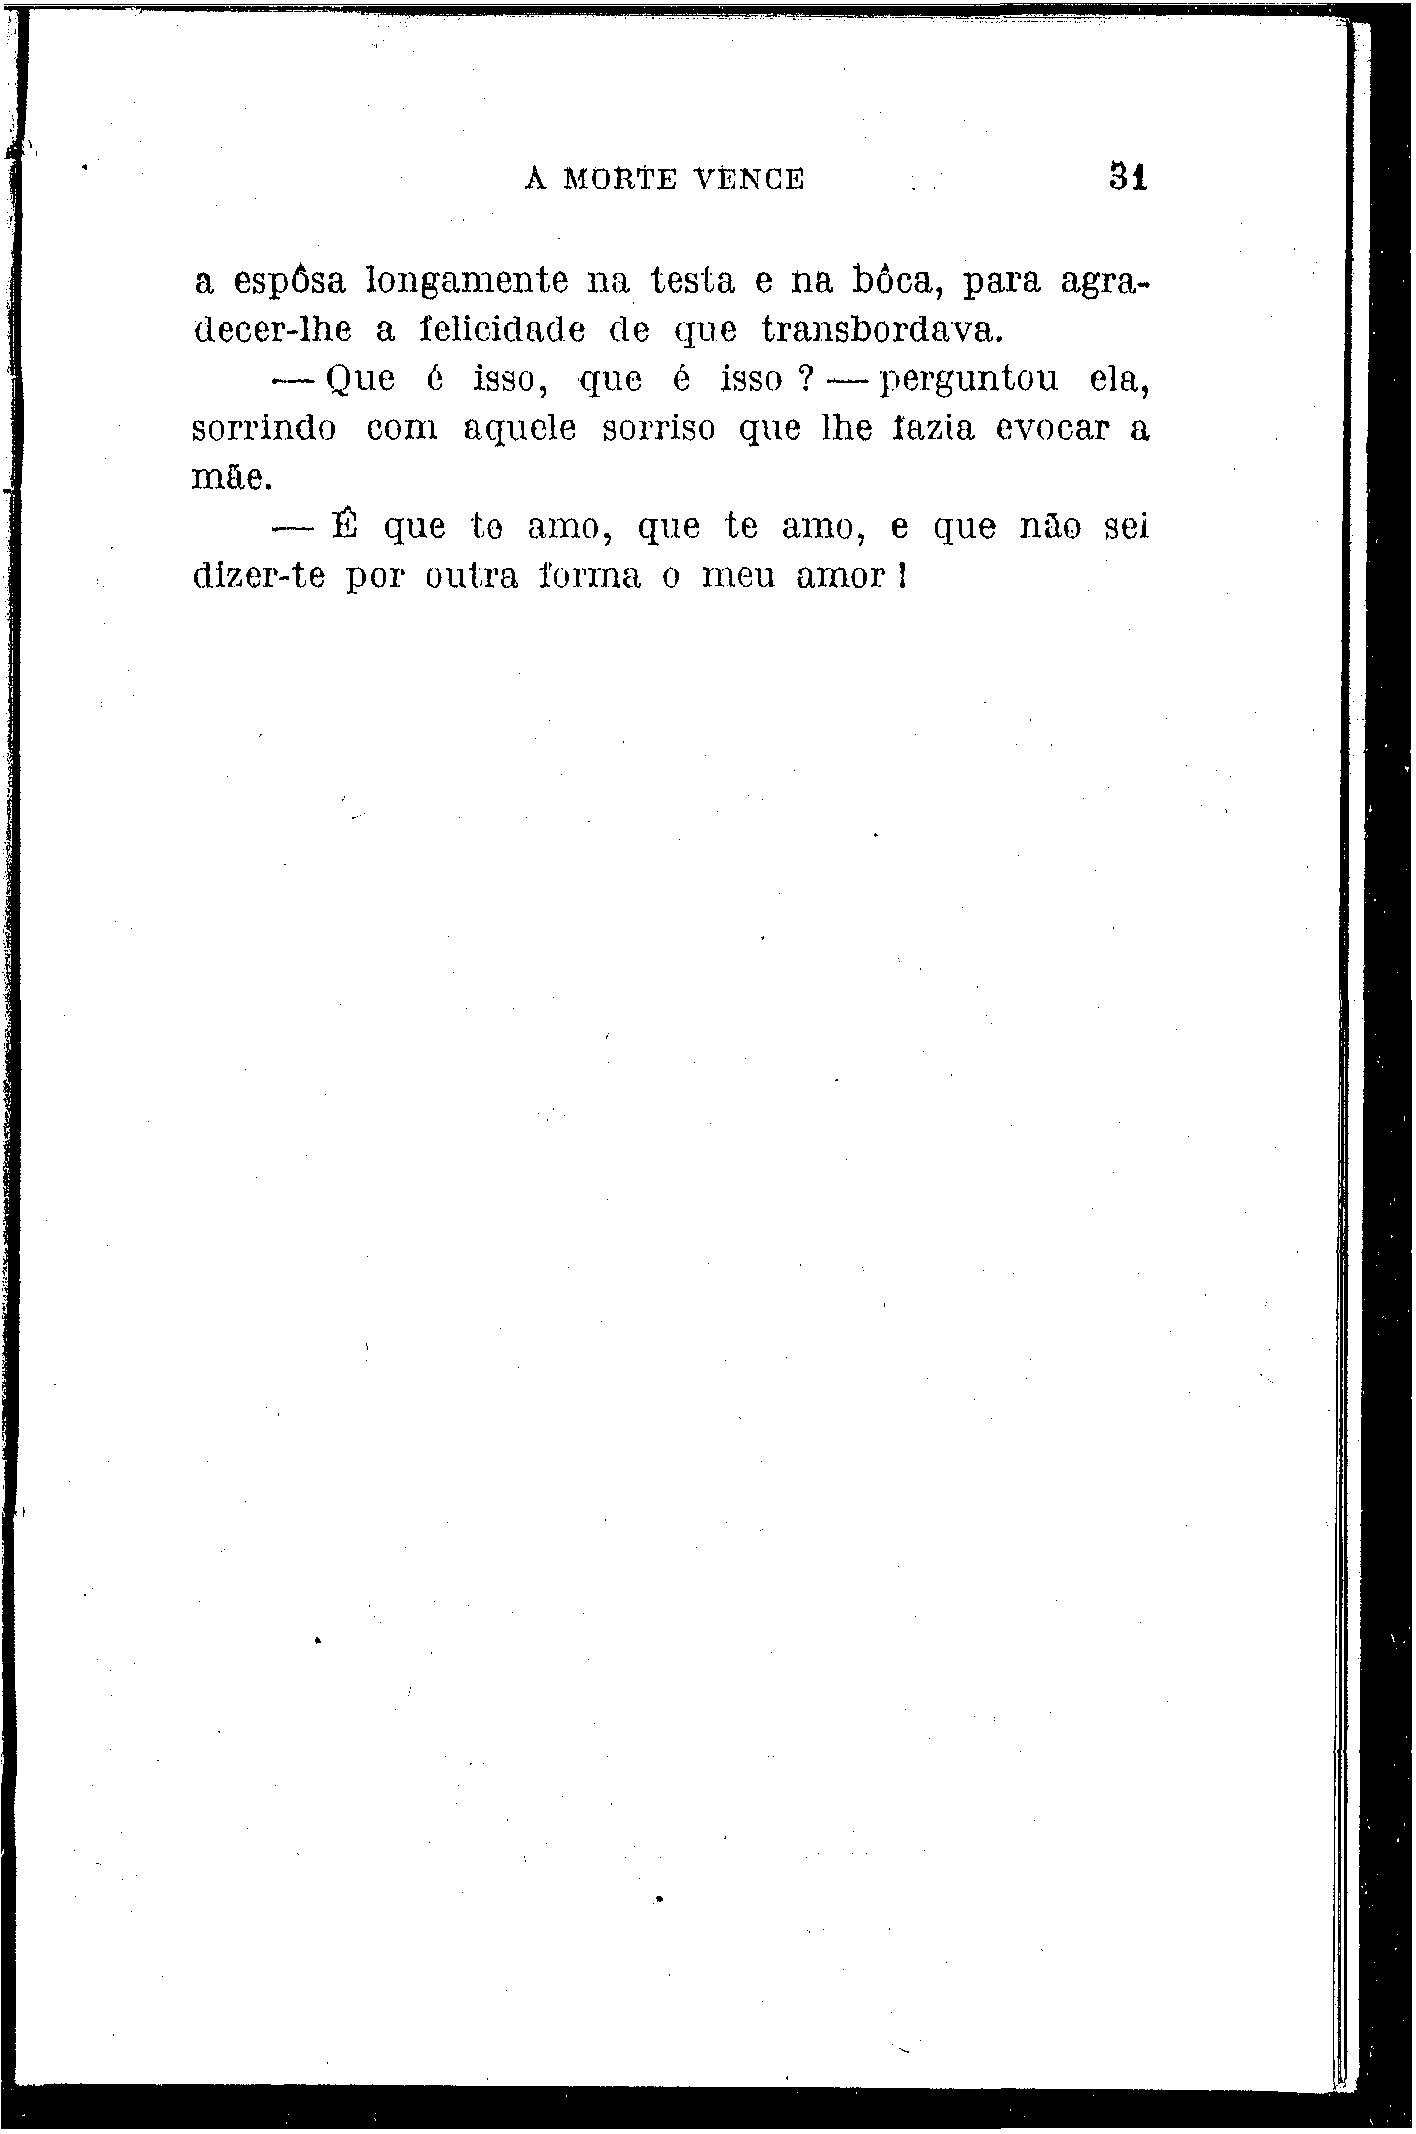 A MORTE VENCE 31
a espôsa longamente na testa e na bôca, para agra-
decer-lhe a felicidade de que transbordava.
— Que é isso, que é isso ? — perguntou ela,
sorrindo com aquele sorriso que lhe fazia evocar a
mãe.
— Ê que te amo, que te amo, e que não sei
dizer-te por outra forma o meu amor !